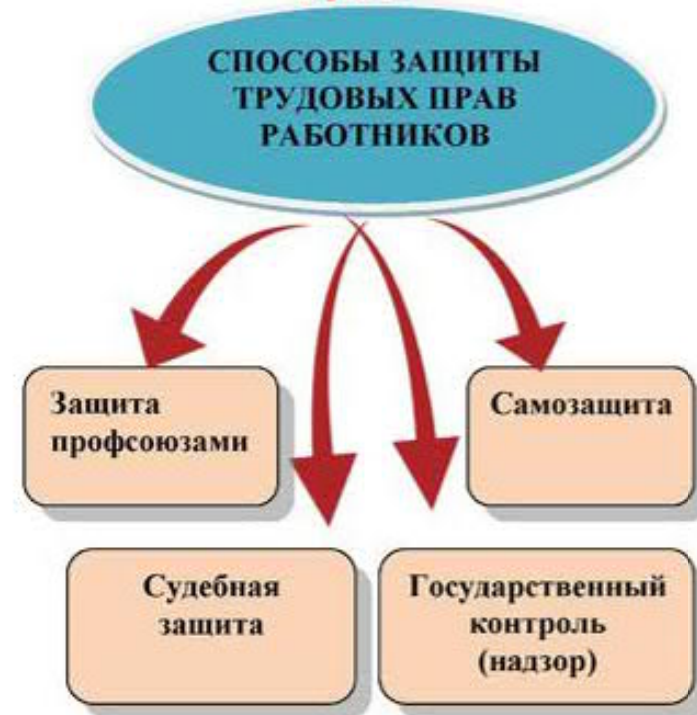 СПОСОБЫ ЗАЩИТЫ
ТРУДОВЫХ ПРАВ
РАБОТНИКОВ
Защита
профсоюзами
Самозащита
Судебная
защита
Государственный
контроль
(надзор)